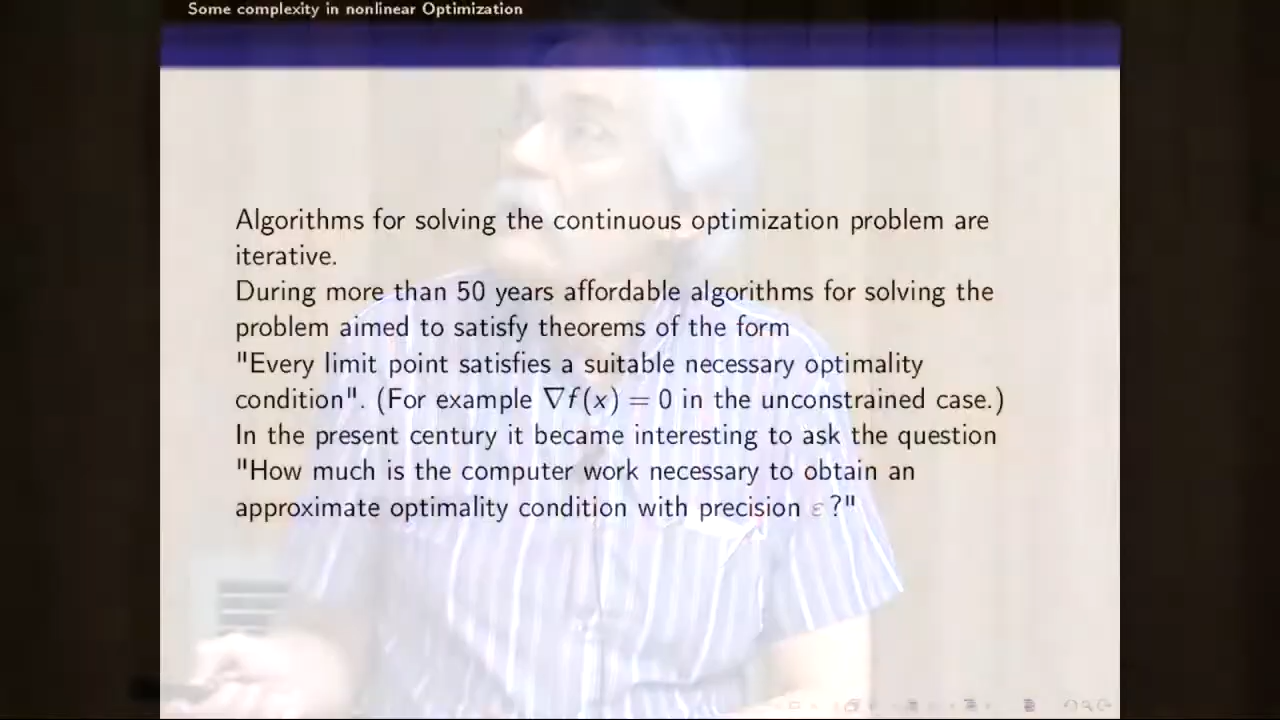 Some complexity in nonlinear Optimization
Algorithms for solving the continuous optimization problem are
iterative.
During more than 50 years affordable algorithms for solving the
problem aimed to satisfy theorems of the form
"Every limit point satisfies a suitable necessary optimality
condition". (For example ∇f(x) = 0 in the unconstrained case.)
In the present century it became interesting to ask the question
"How much is the computer work necessary to obtain an
approximate optimality condition with precision ε?"